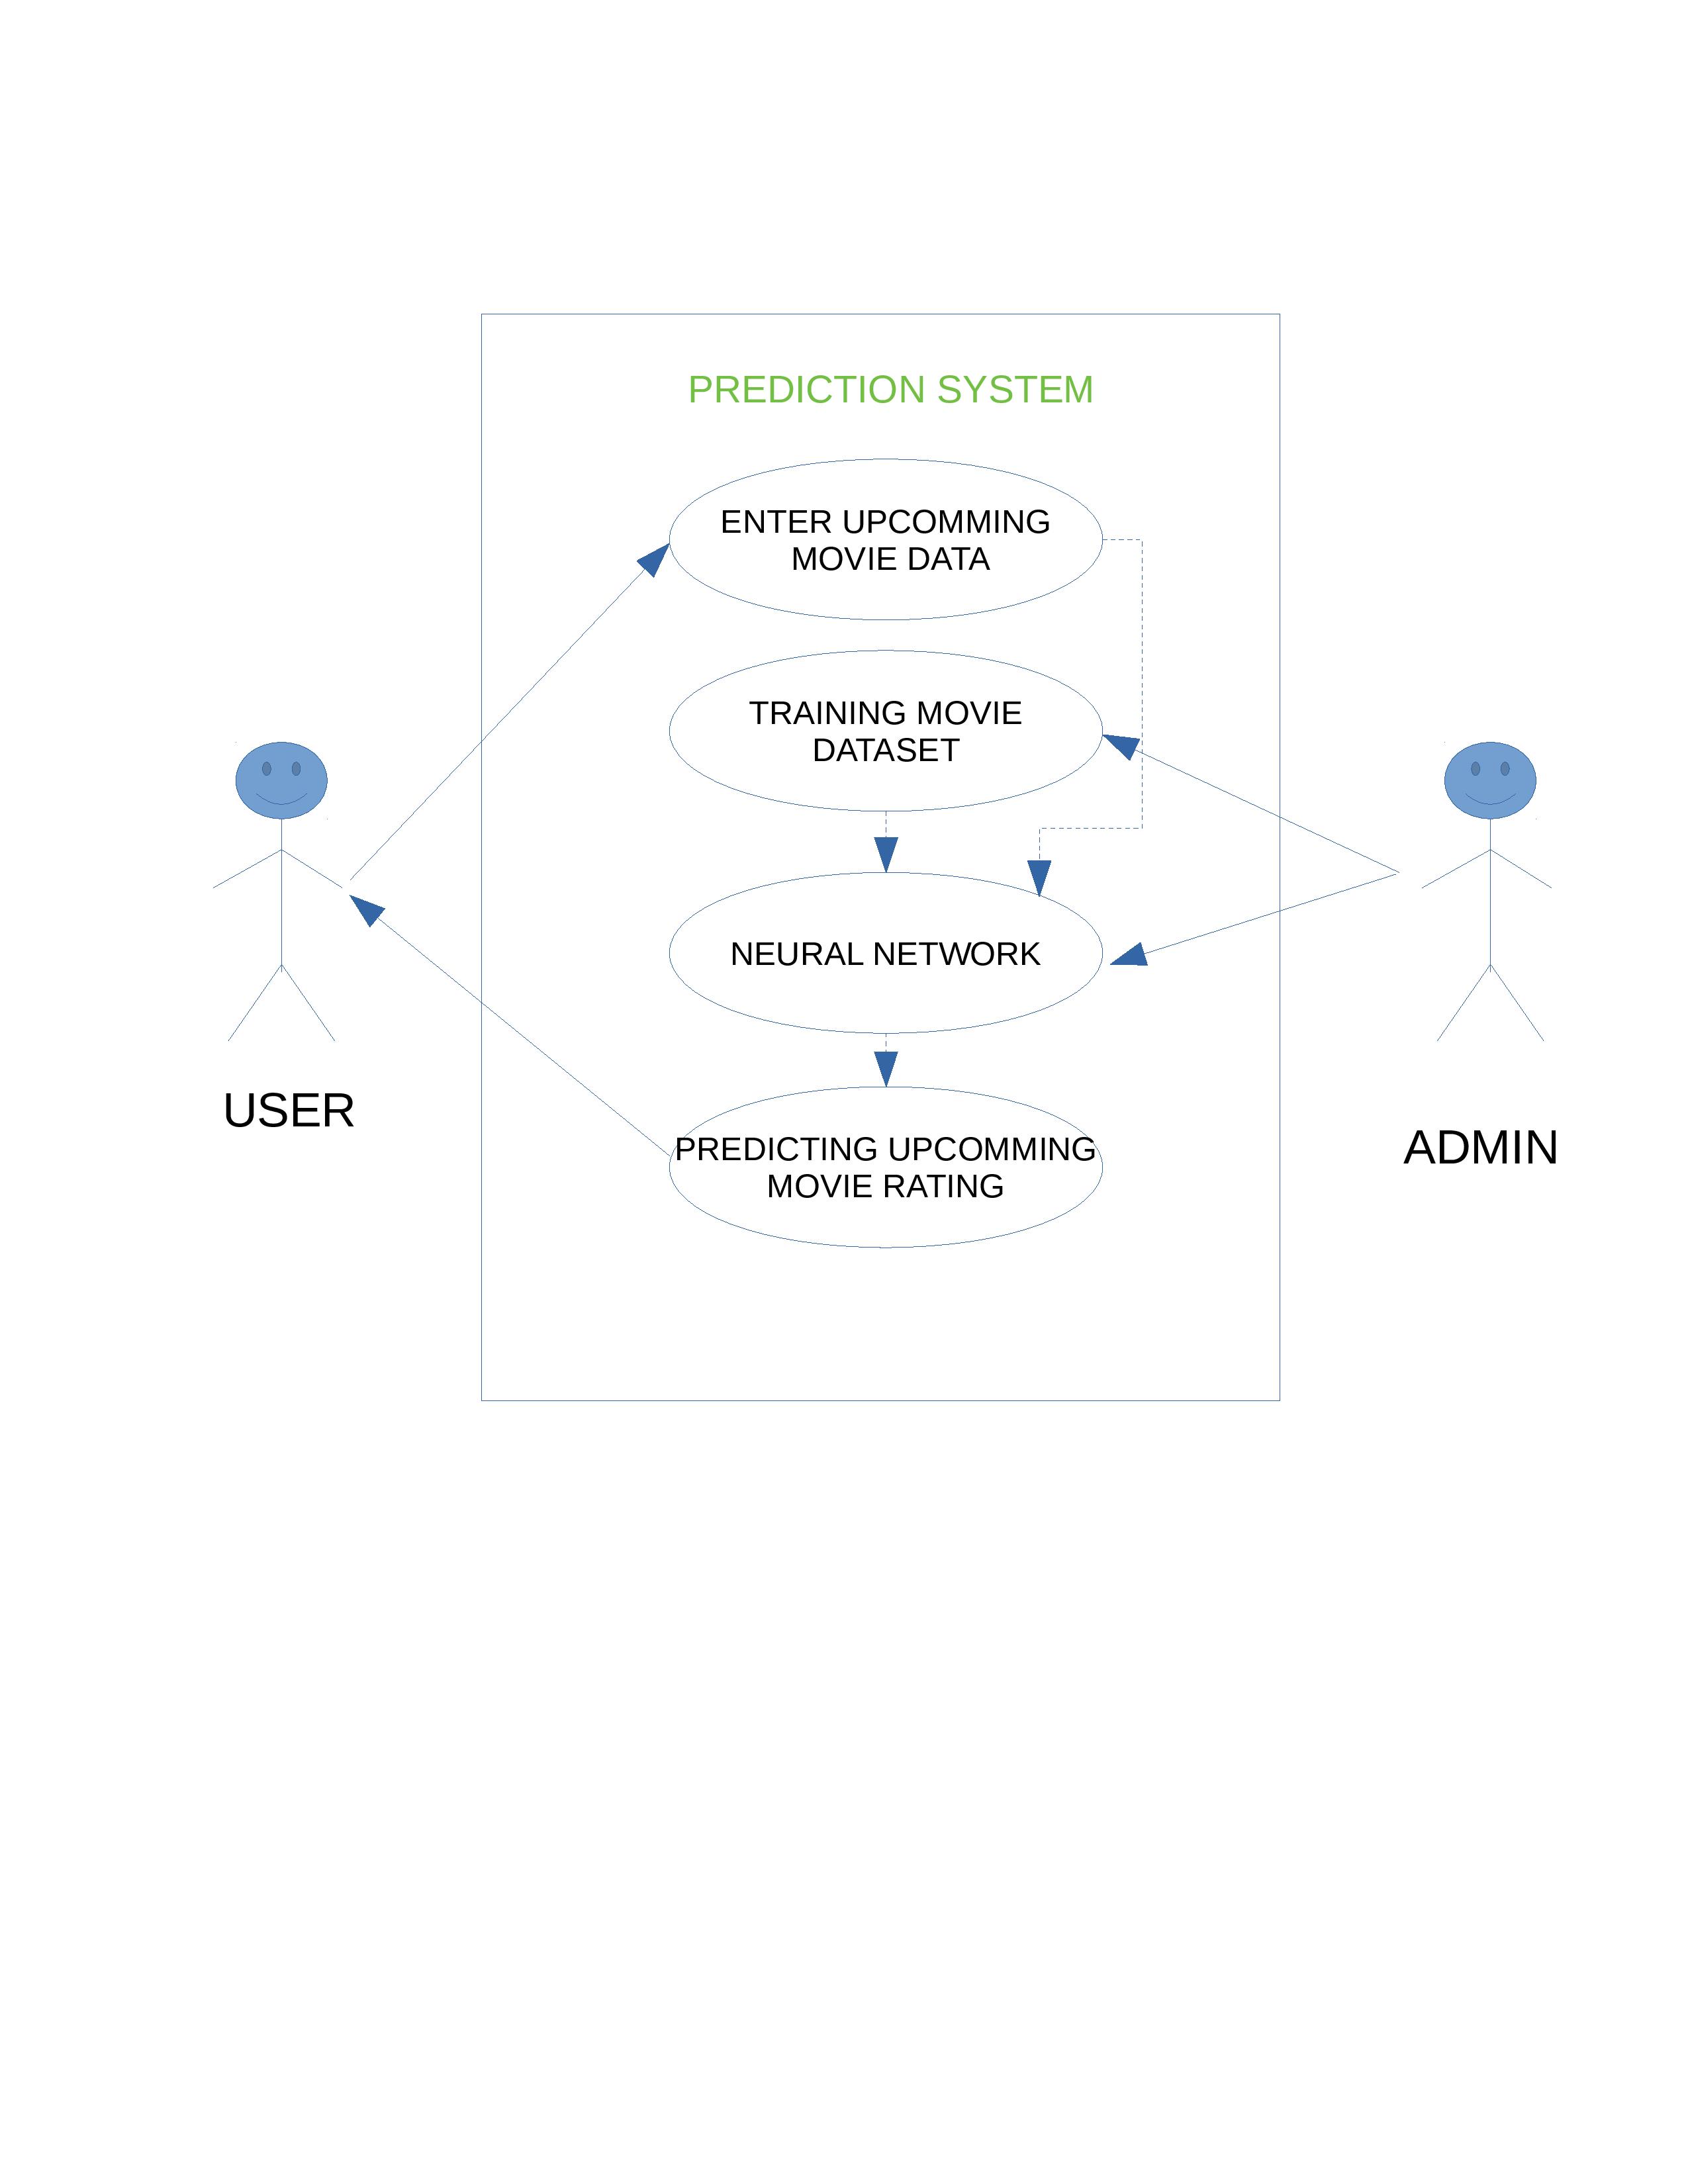 PREDICTION SYSTEM
ENTER UPCOMMING
MOVIE DATA
TRAINING MOVIE
DATASET
NEURAL NETWORK
PREDICTING UPCOMMING
MOVIE RATING
USER
ADMIN